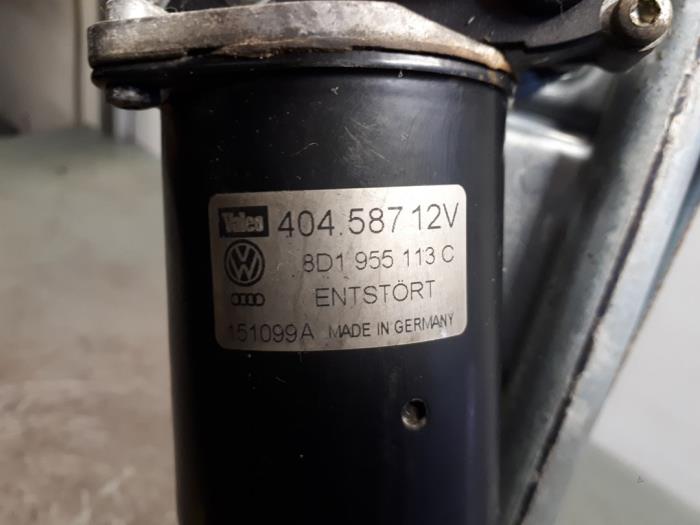 Valeo 404.587 12V
8D1 955 113 C
ENTSTÖRT
151099A MADE IN GERMANY